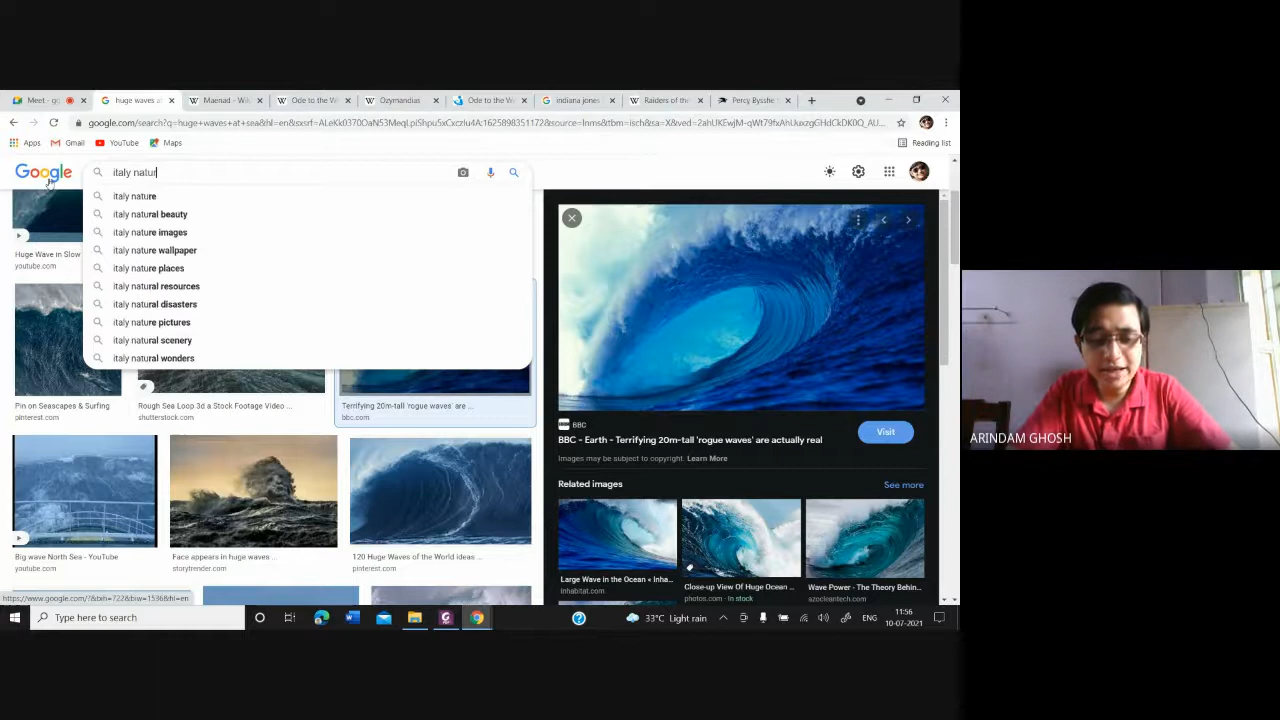 Meet - q
huge waves at
Maenad - Wiki
Ode to the W
Ozymandias
Ode to the W
indiana jones
Raiders of the
Percy Bysshe
Apps
Gmail
YouTube
Maps
Reading list
Google
italy natur
italy nature
italy natural beauty
italy nature images
italy nature wallpaper
italy nature places
italy natural resources
italy natural disasters
italy nature pictures
italy natural scenery
italy natural wonders
Huge Wave in Slow
youtube.com
Pin on Seascapes & Surfing
pinterest.com
Rough Sea Loop 3d a Stock Footage Video ...
shutterstock.com
Terrifying 20m-tall 'rogue waves' are ...
bbc.com
Big wave North Sea - YouTube
youtube.com
Face appears in huge waves ...
storytrender.com
120 Huge Waves of the World ideas ...
pinterest.com
BBC
BBC - Earth - Terrifying 20m-tall 'rogue waves' are actually real
Visit
Images may be subject to copyright. Learn More
Related images
See more
Large Wave in the Ocean « Inha...
inhabitat.com
Close-up View Of Huge Ocean ...
photos.com - In stock
Wave Power - The Theory Behin...
azocleantech.com
https://www.google.com/?&bih=722&biw=1536&hl=en
Type here to search
33°C Light rain
ENG
11:56
10-07-2021
ARINDAM GHOSH